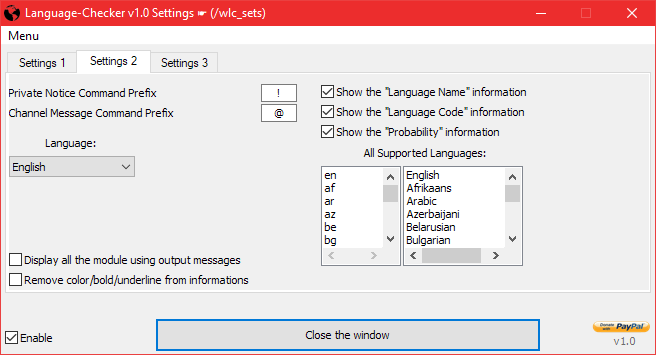 Language-Checker v1.0 Settings ☛ (/wlc_sets)
Menu
Settings 1
Settings 2
Settings 3
Private Notice Command Prefix
!
Channel Message Command Prefix
@
Language:
English
Show the "Language Name" information
Show the "Language Code" information
Show the "Probability" information
All Supported Languages:
en
af
ar
az
be
bg
English
Afrikaans
Arabic
Azerbaijani
Belarusian
Bulgarian
Display all the module using output messages
Remove color/bold/underline from informations
Enable
Close the window
Donate with PayPal
v1.0